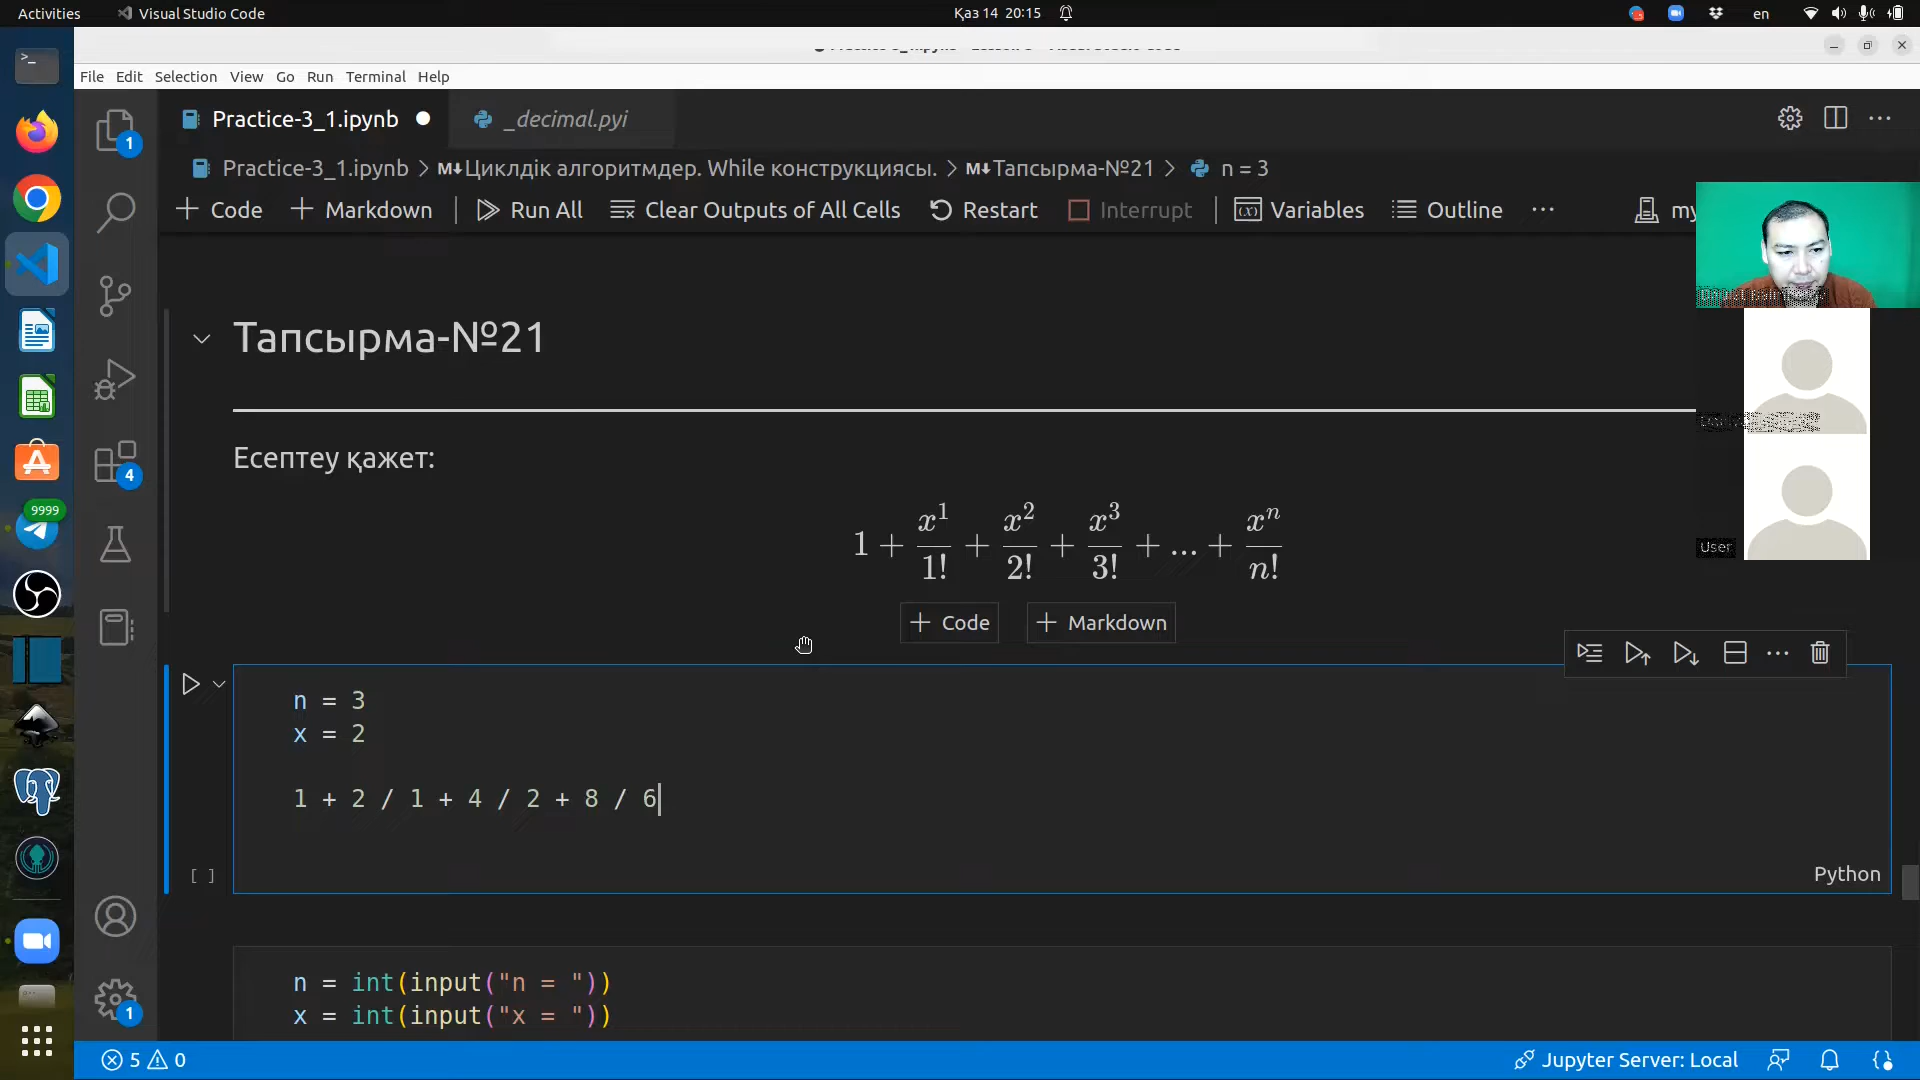 Activities
Visual Studio Code
Қаз 14 20:15
en
File Edit Selection View Go Run Terminal Help
Practice-3_1.ipynb
_decimal.pyi
Practice-3_1.ipynb > M↓Циклдік алгоритмдер. While конструкциясы. > M↓Тапсырма-№21 > n = 3
+ Code + Markdown Run All Clear Outputs of All Cells Restart Interrupt Variables Outline ... my
1
4
9999
1
Тапсырма-№21
Есептеу қажет:
1 + x^1/1! + x^2/2! + x^3/3! + ... + x^n/n!
+ Code + Markdown
User
n = 3
x = 2
1 + 2 / 1 + 4 / 2 + 8 / 6
[ ]
Python
n = int(input("n = "))
x = int(input("x = "))
5 0
Jupyter Server: Local